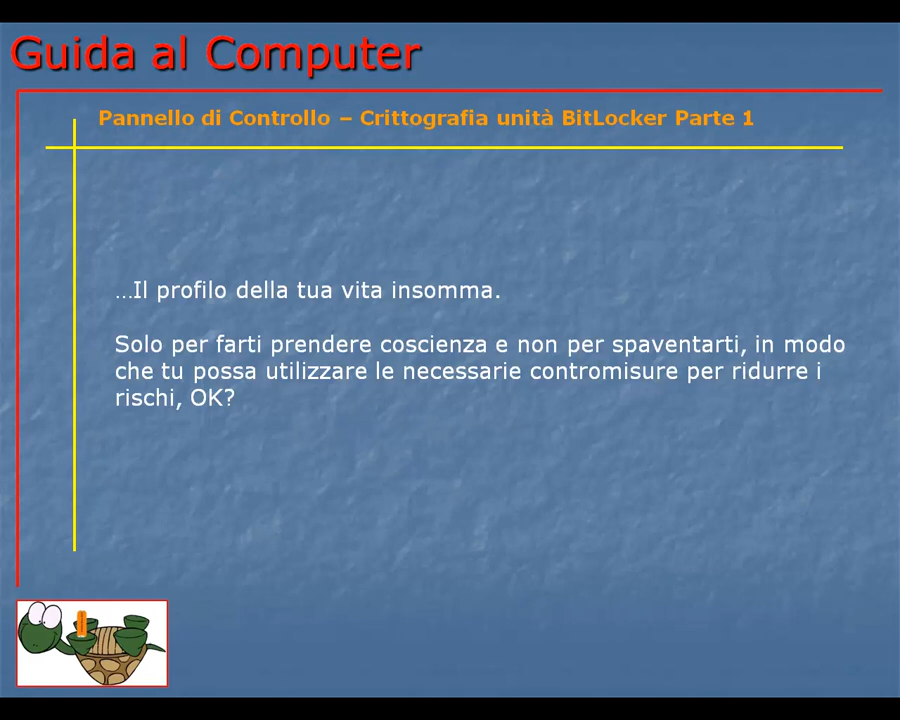 Guida al Computer
Pannello di Controllo – Crittografia unità BitLocker Parte 1
...Il profilo della tua vita insomma.
Solo per farti prendere coscienza e non per spaventarti, in modo
che tu possa utilizzare le necessarie contromisure per ridurre i
rischi, OK?